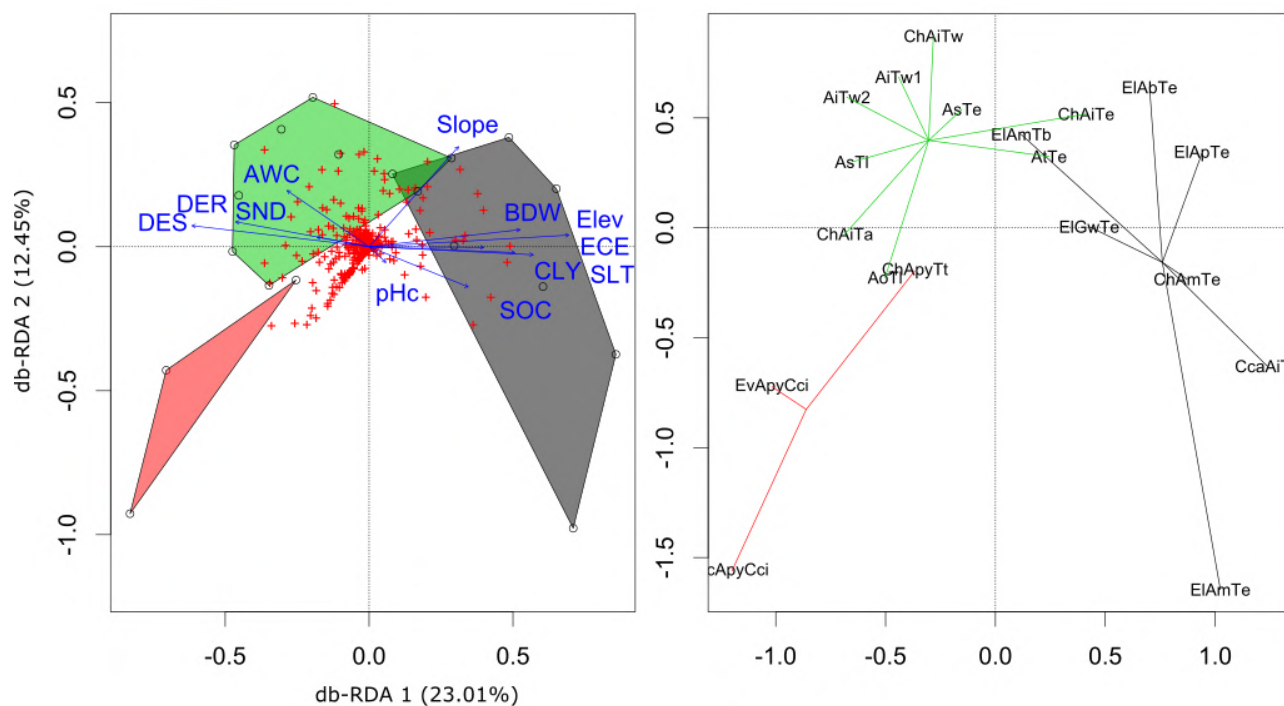 0.5
0.0
-0.5
-1.0
db-RDA 2 (12.45%)
Slope
AWC
DER
SND
DES
BDW
Elev
ECE
CLY
SLT
pHc
SOC
-0.5
0.0
0.5
db-RDA 1 (23.01%)
0.5
0.0
-0.5
-1.0
-1.5
ChAiTw
AiTw1
AiTw2
AsTe
ElAbTe
ChAiTe
ElAmTb
AtTe
ElApTe
AsTl
ChAiTa
ElGwTe
ChApyTt
AoTl
ChAmTe
CcaAiT
EvApyCci
cApyCci
ElAmTe
-1.0
-0.5
0.0
0.5
1.0